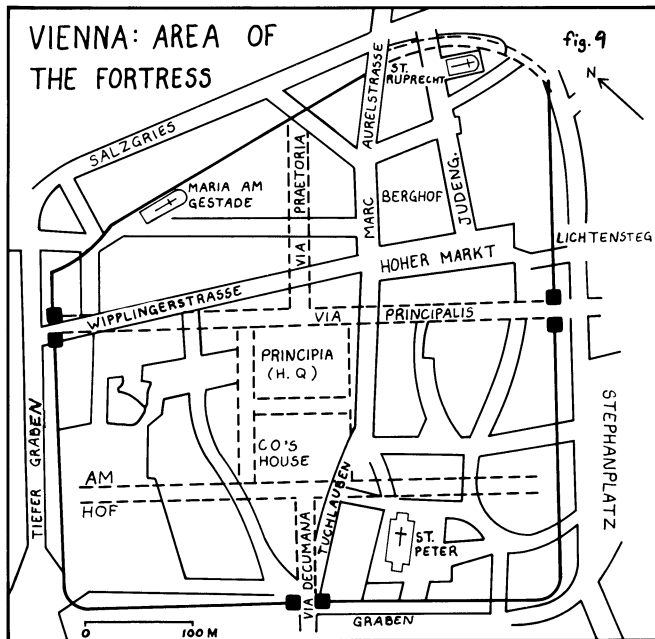 VIENNA: AREA OF
THE FORTRESS
fig. 9
N
SALZGRIES
MARC
AURELSTRASSE
ST.
RUPRECHT
MARIA AM
GESTADE
VIA PRAETORIA
BERGHOF
JUDENG.
LICHTENSTEG
HOHER MARKT
WIPPLINGERSTRASSE
VIA PRINCIPALIS
PRINCIPIA
(H.Q)
CO'S
HOUSE
TIEFER GRABEN
STEPHANPLATZ
AM
HOF
TUCHLAUBEN
VIA DECUMANA
ST.
PETER
GRABEN
0 100 M